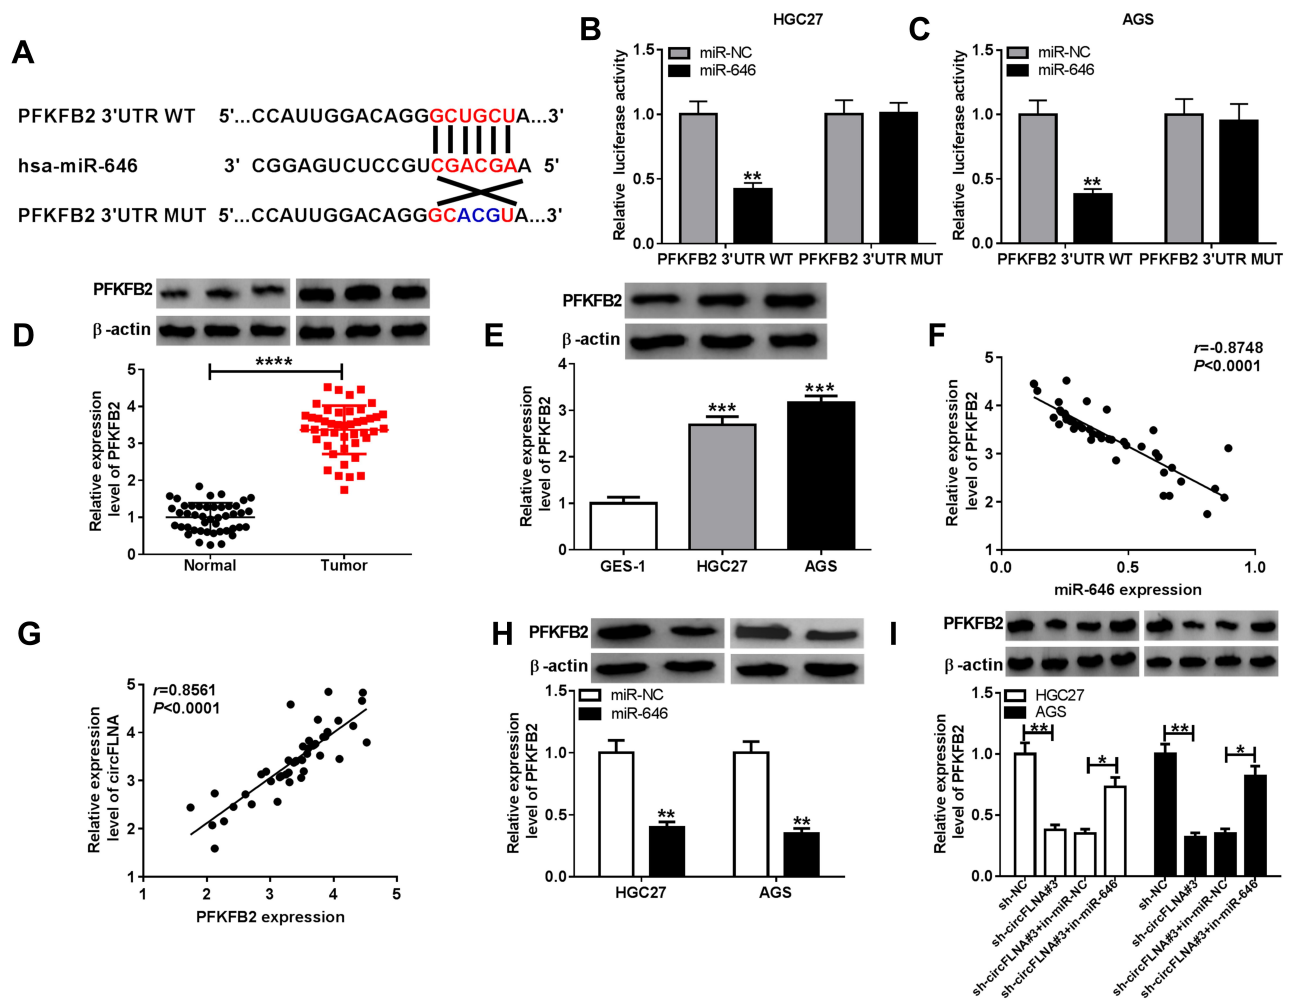 A
PFKFB2 3'UTR WT 5'...CCAUUGGACAGGGCUGCUA...3'
hsa-miR-646 3' CGGAGUCUCCGUCGACGAA 5'
PFKFB2 3'UTR MUT 5'...CCAUUGGACAGGGCACGUA...3'
B
HGC27
miR-NC
miR-646
Relative luciferase activity
1.5
1.0
0.5
0.0
**
PFKFB2 3'UTR WT PFKFB2 3'UTR MUT
C
AGS
miR-NC
miR-646
Relative luciferase activity
1.5
1.0
0.5
0.0
**
PFKFB2 3'UTR WT PFKFB2 3'UTR MUT
D
PFKFB2
β-actin
****
Relative expression
level of PFKFB2
5
4
3
2
1
0
Normal Tumor
E
PFKFB2
β-actin
Relative expression
level of PFKFB2
4
3
2
1
0
***
***
GES-1 HGC27 AGS
F
r=-0.8748
P<0.0001
Relative expression
level of PFKFB2
5
4
3
2
1
0.0 0.5 1.0
miR-646 expression
G
r=0.8561
P<0.0001
Relative expression
level of circFLNA
5
4
3
2
1
1 2 3 4 5
PFKFB2 expression
H
PFKFB2
β-actin
miR-NC
miR-646
Relative expression
level of PFKFB2
1.5
1.0
0.5
0.0
**
**
HGC27 AGS
I
PFKFB2
β-actin
HGC27
AGS
Relative expression
level of PFKFB2
1.5
1.0
0.5
0.0
**
*
**
*
sh-NC
sh-circFLNA#3
sh-circFLNA#3+in-miR-NC
sh-circFLNA#3+in-miR-646
sh-NC
sh-circFLNA#3
sh-circFLNA#3+in-miR-NC
sh-circFLNA#3+in-miR-646